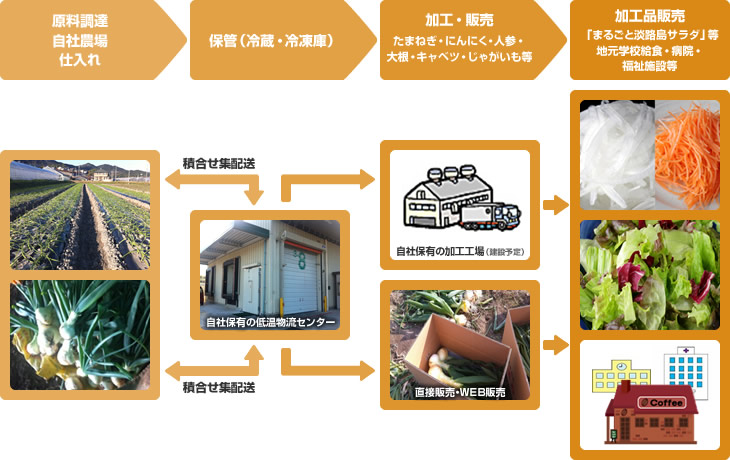 原料調達
自社農場
仕入れ
保管（冷蔵・冷凍庫）
加工・販売
たまねぎ・にんにく・人参・
大根・キャベツ・じゃがいも等
加工品販売
「まるごと淡路島サラダ」等
地元学校給食・病院・
福祉施設等
積合せ集配送
8
自社保有の低温物流センター
積合せ集配送
自社保有の加工工場（建設予定）
直接販売・WEB販売
Coffee